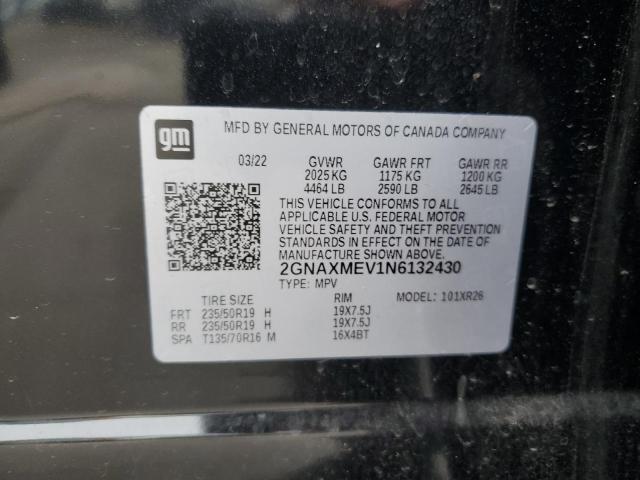 gm
MFD BY GENERAL MOTORS OF CANADA COMPANY
03/22 GVWR GAWR FRT GAWR RR
2025 KG 1175 KG 1200 KG
4464 LB 2590 LB 2645 LB
THIS VEHICLE CONFORMS TO ALL
APPLICABLE U.S. FEDERAL MOTOR
VEHICLE SAFETY AND THEFT PREVENTION
STANDARDS IN EFFECT ON THE DATE OF
MANUFACTURE SHOWN ABOVE.
2GNAXMEV1N6132430
TYPE: MPV MODEL: 101XR26
TIRE SIZE RIM
FRT 235/50R19 H 19X7.5J
RR 235/50R19 H 19X7.5J
SPA T135/70R16 M 16X4BT